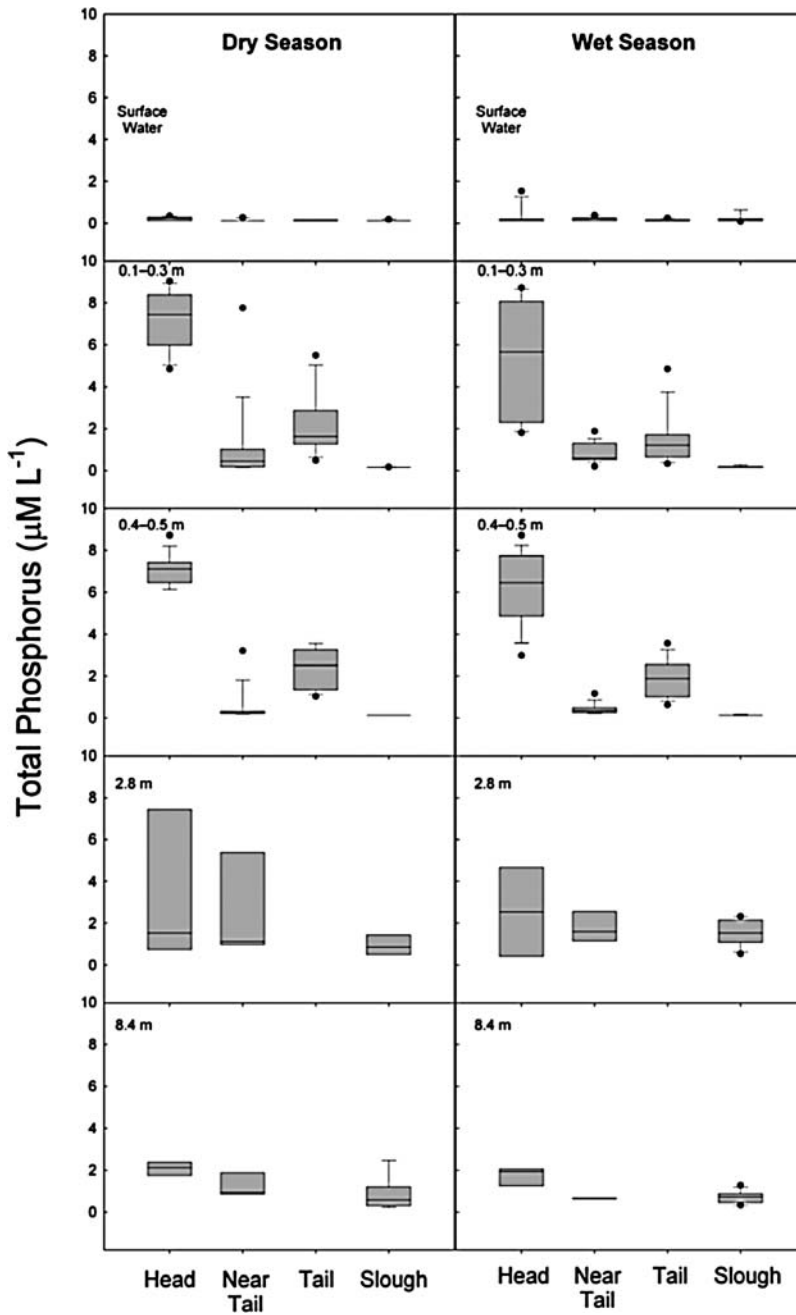 Total Phosphorus (µM L⁻¹)
Dry Season
Wet Season
10
8
6
4
2
0
Surface
Water
Surface
Water
10
8
6
4
2
0
0.1–0.3 m
0.1–0.3 m
10
8
6
4
2
0
0.4–0.5 m
0.4–0.5 m
10
8
6
4
2
0
2.8 m
2.8 m
10
8
6
4
2
0
8.4 m
8.4 m
Head
Near
Tail
Tail
Slough
Head
Near
Tail
Tail
Slough